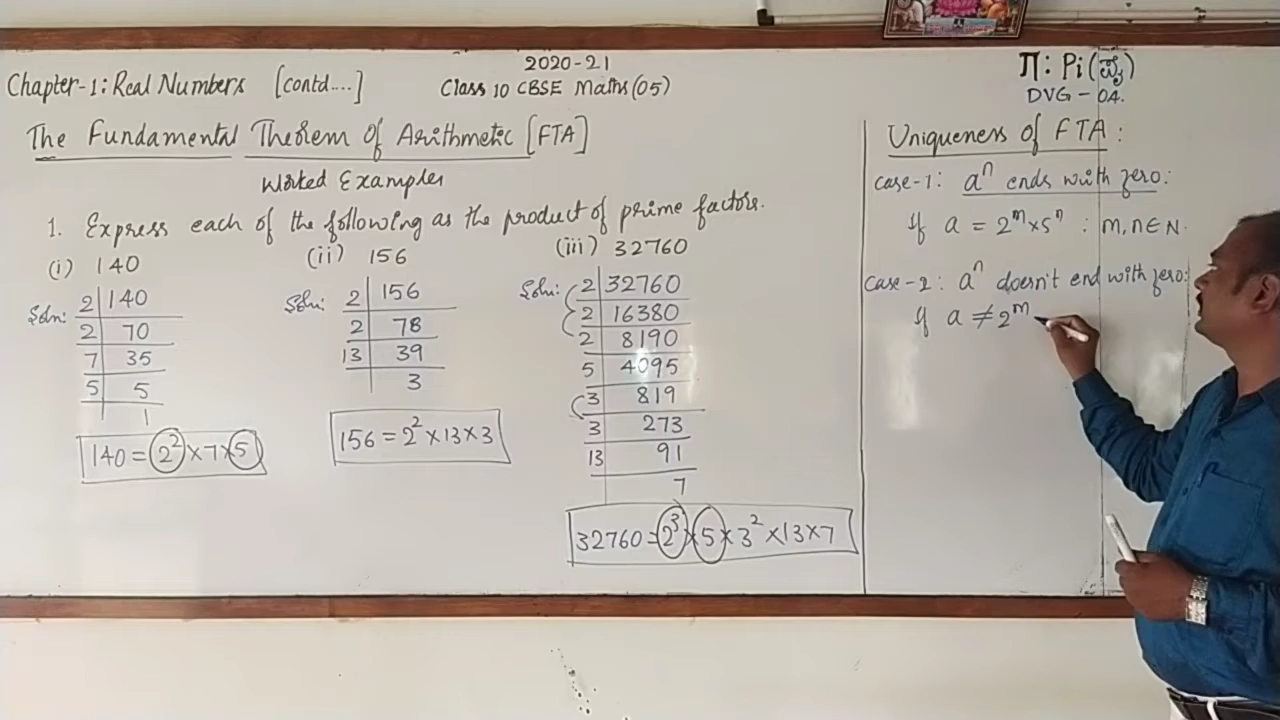 2020-21
Chapter-1: Real Numbers [contd....]
Class 10 CBSE Maths (05)
π: Pi (ಪೈ)
DVG - 04.
The Fundamental Theorem of Arithmetic [FTA]
Worked Examples
1. Express each of the following as the product of prime factors.
(i) 140
Soln: 2 | 140
2 | 70
7 | 35
5 | 5
1
140 = 2² × 7 × 5
(ii) 156
Soln: 2 | 156
2 | 78
13 | 39
3
156 = 2² × 13 × 3
(iii) 32760
Soln: 2 | 32760
2 | 16380
2 | 8190
5 | 4095
3 | 819
3 | 273
13 | 91
7
32760 = 2³ × 5 × 3² × 13 × 7
Uniqueness of FTA:
case-1: aⁿ ends with zero:
If a = 2ᵐ × 5ⁿ : m, n ∈ N.
case-2: aⁿ doesn't end with zero:
If a ≠ 2ᵐ